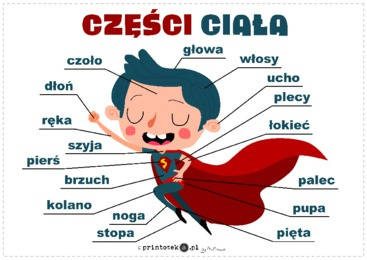 CZĘŚCI CIAŁA
głowa
czoło
włosy
ucho
dłoń
plecy
ręka
łokieć
szyja
pierś
brzuch
palec
kolano
pupa
noga
stopa
pięta
printotek.pl